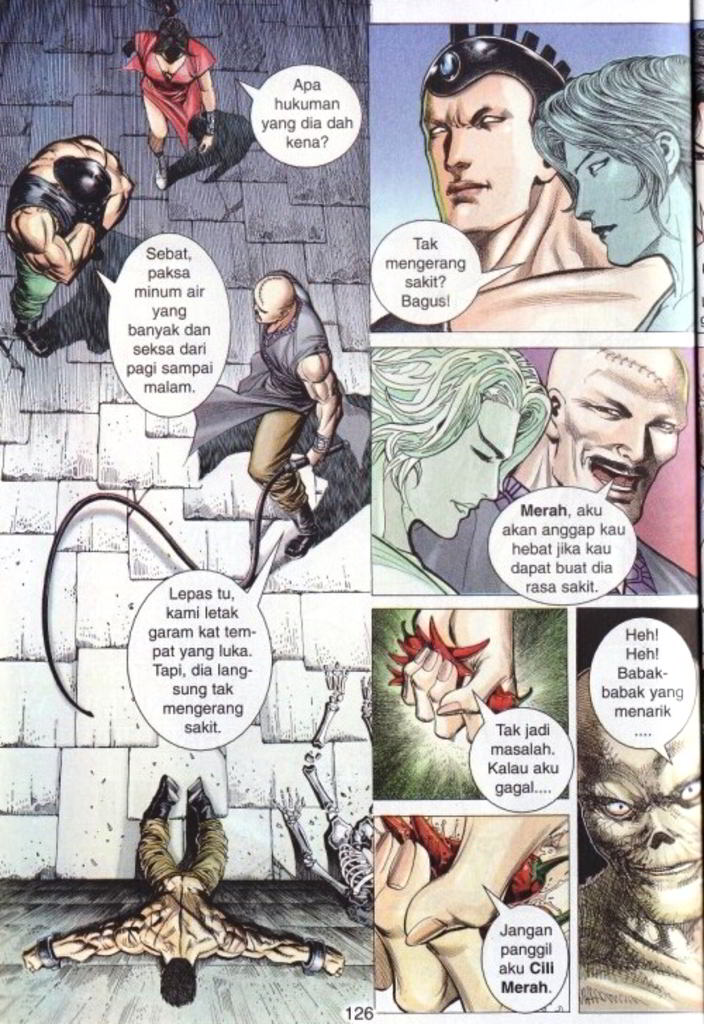 Apa
hukuman
yang dia dah
kena?
Sebat,
paksa
minum air
yang
banyak dan
seksa dari
pagi sampai
malam.
Lepas tu,
kami letak
garam kat tem-
pat yang luka.
Tapi, dia lang-
sung tak
mengerang
sakit.
Tak
mengerang
sakit?
Bagus!
Merah, aku
akan anggap kau
hebat jika kau
dapat buat dia
rasa sakit.
Tak jadi
masalah.
Kalau aku
gagal....
Heh!
Heh!
Babak-
babak yang
menarik
....
Jangan
panggil
aku Cili
Merah.
126